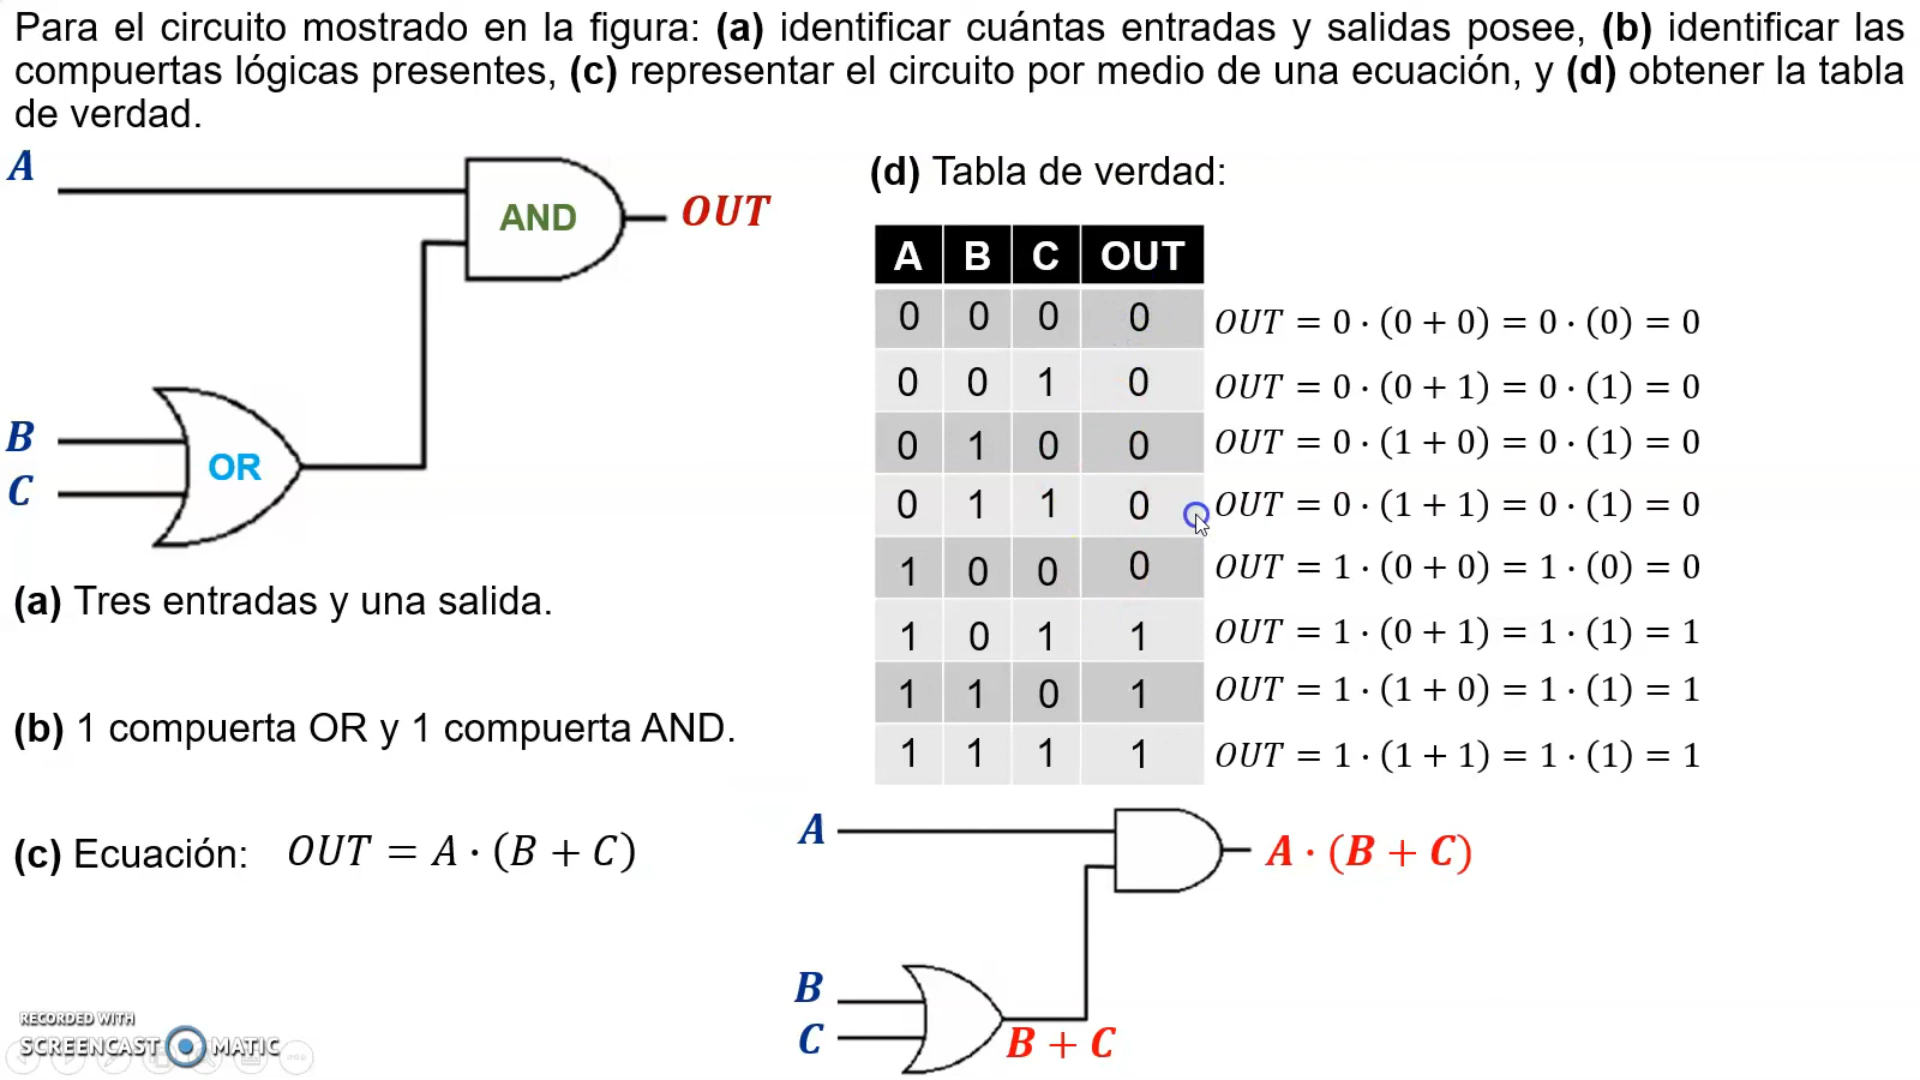 Para el circuito mostrado en la figura: (a) identificar cuántas entradas y salidas posee, (b) identificar las
compuertas lógicas presentes, (c) representar el circuito por medio de una ecuación, y (d) obtener la tabla
de verdad.
A
AND
OUT
B
OR
C
(a) Tres entradas y una salida.
(b) 1 compuerta OR y 1 compuerta AND.
(c) Ecuación: OUT = A · (B + C)
(d) Tabla de verdad:
A B C OUT
0 0 0 0 OUT = 0 · (0 + 0) = 0 · (0) = 0
0 0 1 0 OUT = 0 · (0 + 1) = 0 · (1) = 0
0 1 0 0 OUT = 0 · (1 + 0) = 0 · (1) = 0
0 1 1 0 OUT = 0 · (1 + 1) = 0 · (1) = 0
1 0 0 0 OUT = 1 · (0 + 0) = 1 · (0) = 0
1 0 1 1 OUT = 1 · (0 + 1) = 1 · (1) = 1
1 1 0 1 OUT = 1 · (1 + 0) = 1 · (1) = 1
1 1 1 1 OUT = 1 · (1 + 1) = 1 · (1) = 1
A
A · (B + C)
B
C
B + C
RECORDED WITH
SCREENCAST MATIC